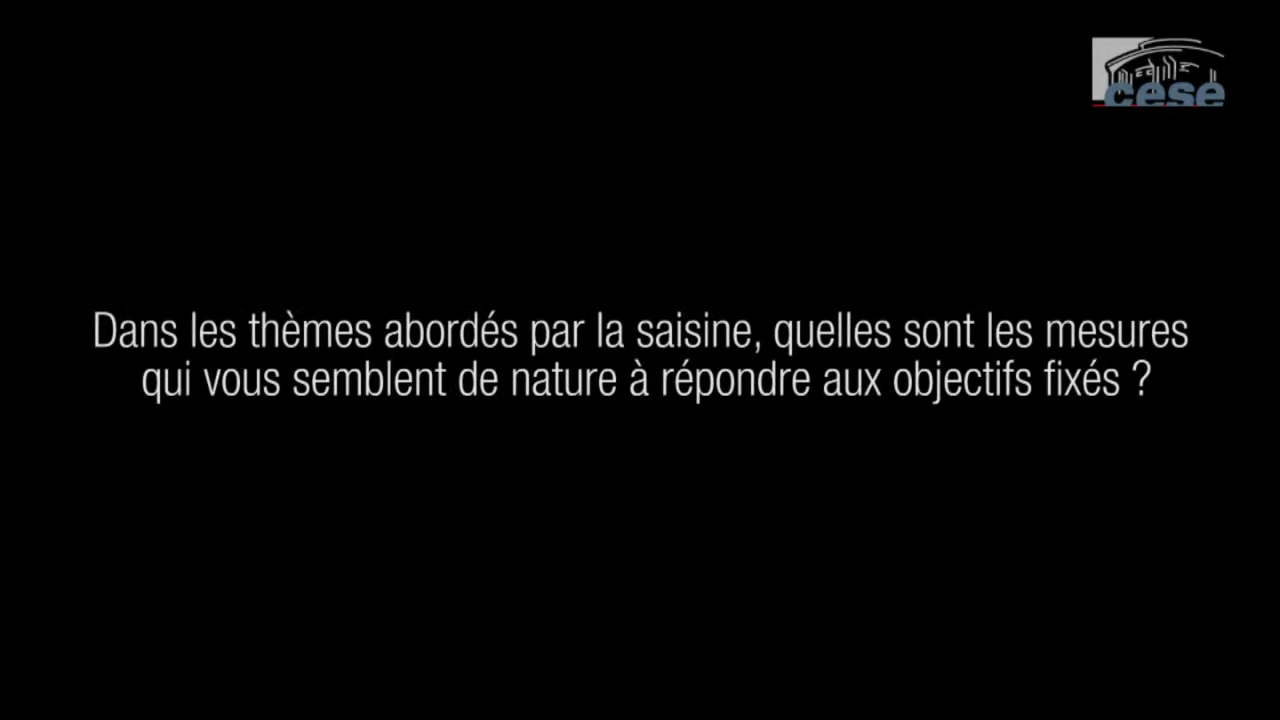 cese
Dans les thèmes abordés par la saisine, quelles sont les mesures
qui vous semblent de nature à répondre aux objectifs fixés ?